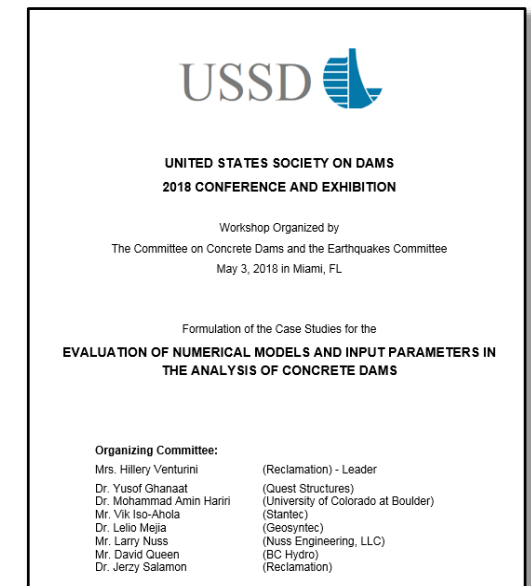 USSD
UNITED STATES SOCIETY ON DAMS
2018 CONFERENCE AND EXHIBITION
Workshop Organized by
The Committee on Concrete Dams and the Earthquakes Committee
May 3, 2018 in Miami, FL
Formulation of the Case Studies for the
EVALUATION OF NUMERICAL MODELS AND INPUT PARAMETERS IN
THE ANALYSIS OF CONCRETE DAMS
Organizing Committee:
Mrs. Hillery Venturini (Reclamation) - Leader
Dr. Yusof Ghanaat (Quest Structures)
Dr. Mohammad Amin Hariri (University of Colorado at Boulder)
Mr. Vik Iso-Ahola (Stantec)
Dr. Lelio Mejia (Geosyntec)
Mr. Larry Nuss (Nuss Engineering, LLC)
Mr. David Queen (BC Hydro)
Dr. Jerzy Salamon (Reclamation)